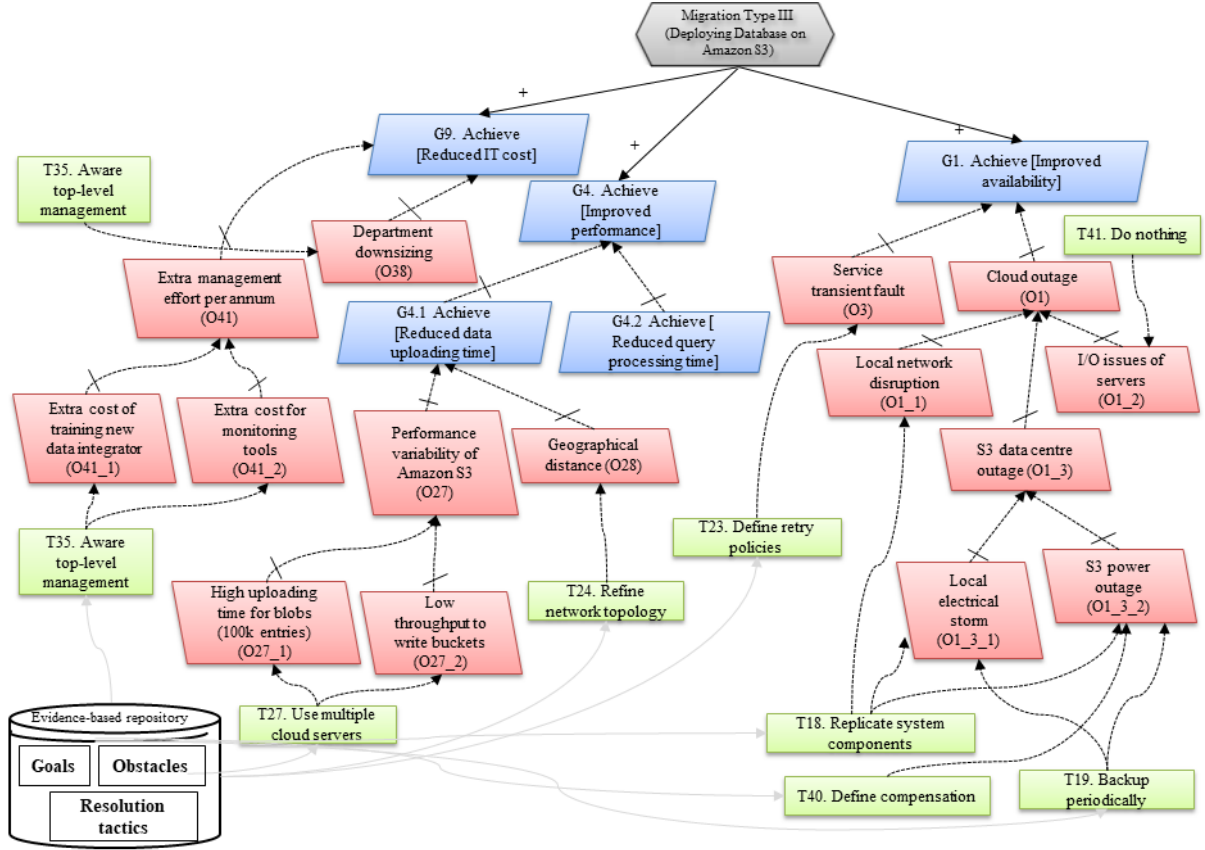 Migration Type III
(Deploying Database on
Amazon S3)
+
+
+
G9. Achieve
[Reduced IT cost]
G4. Achieve
[Improved
performance]
G1. Achieve [Improved
availability]
T35. Aware
top-level
management
Department
downsizing
(O38)
T41. Do nothing
Extra management
effort per annum
(O41)
Service
transient fault
(O3)
Cloud outage
(O1)
G4.1 Achieve
[Reduced data
uploading time]
G4.2 Achieve [
Reduced query
processing time]
Local network
disruption
(O1_1)
I/O issues of
servers
(O1_2)
Extra cost of
training new
data integrator
(O41_1)
Extra cost for
monitoring
tools
(O41_2)
Performance
variability of
Amazon S3
(O27)
Geographical
distance (O28)
S3 data centre
outage (O1_3)
T35. Aware
top-level
management
T23. Define retry
policies
High uploading
time for blobs
(100k entries)
(O27_1)
Low
throughput to
write buckets
(O27_2)
T24. Refine
network topology
Local
electrical
storm
(O1_3_1)
S3 power
outage
(O1_3_2)
Evidence-based repository
Goals
Obstacles
Resolution
tactics
T27. Use multiple
cloud servers
T18. Replicate system
components
T40. Define compensation
T19. Backup
periodically